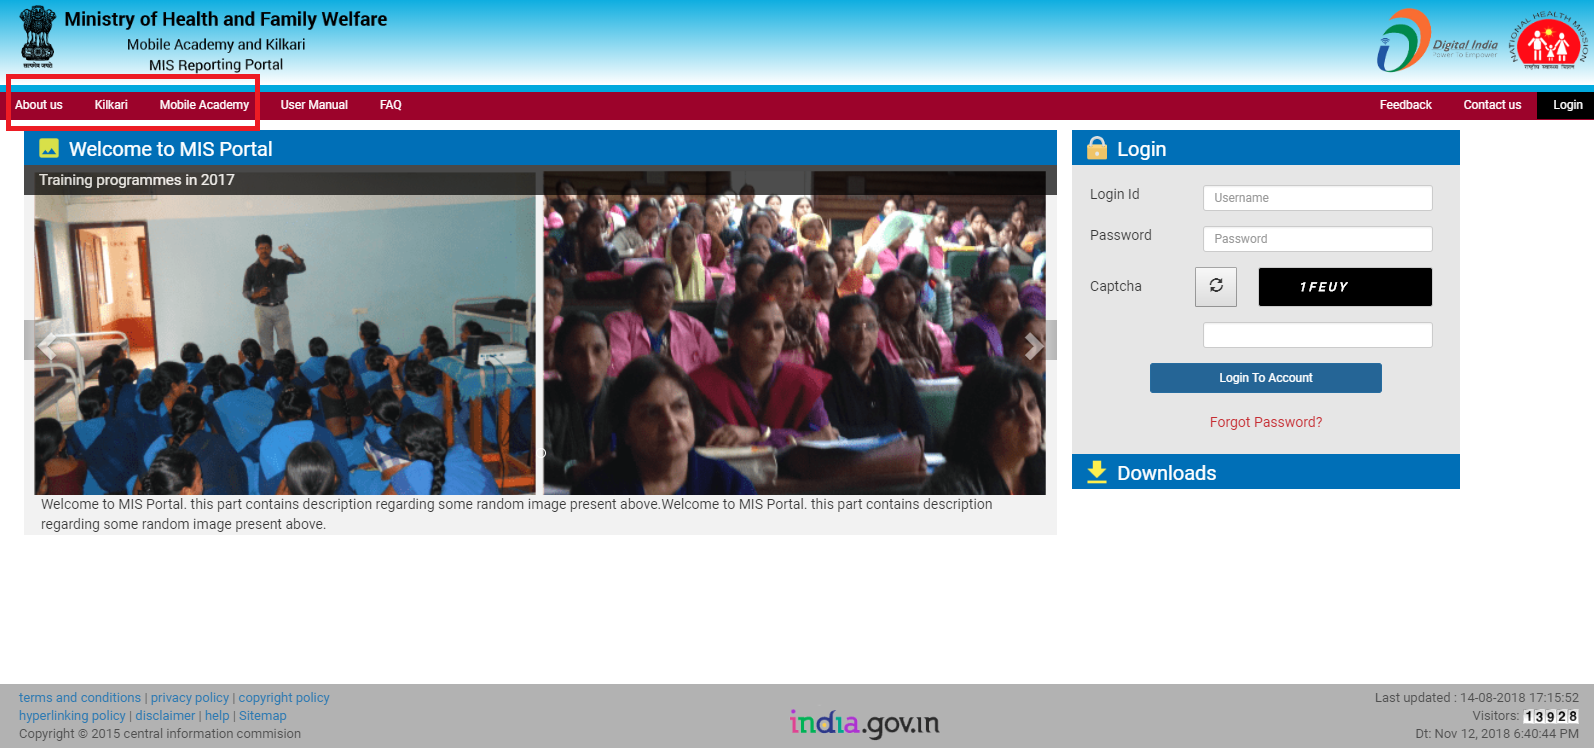 Ministry of Health and Family Welfare
Mobile Academy and Kilkari
MIS Reporting Portal
सत्यमेव जयते
Digital India
Power To Empower
NATIONAL HEALTH MISSION
राष्ट्रीय स्वास्थ्य मिशन
About us
Kilkari
Mobile Academy
User Manual
FAQ
Feedback
Contact us
Login
Welcome to MIS Portal
Training programmes in 2017
Welcome to MIS Portal. this part contains description regarding some random image present above.Welcome to MIS Portal. this part contains description
regarding some random image present above.
Login
Login Id
Username
Password
Password
Captcha
1FEUY
Login To Account
Forgot Password?
Downloads
terms and conditions | privacy policy | copyright policy
hyperlinking policy | disclaimer | help | Sitemap
Copyright © 2015 central information commision
india.gov.in
Last updated : 14-08-2018 17:15:52
Visitors: 13928
Dt: Nov 12, 2018 6:40:44 PM